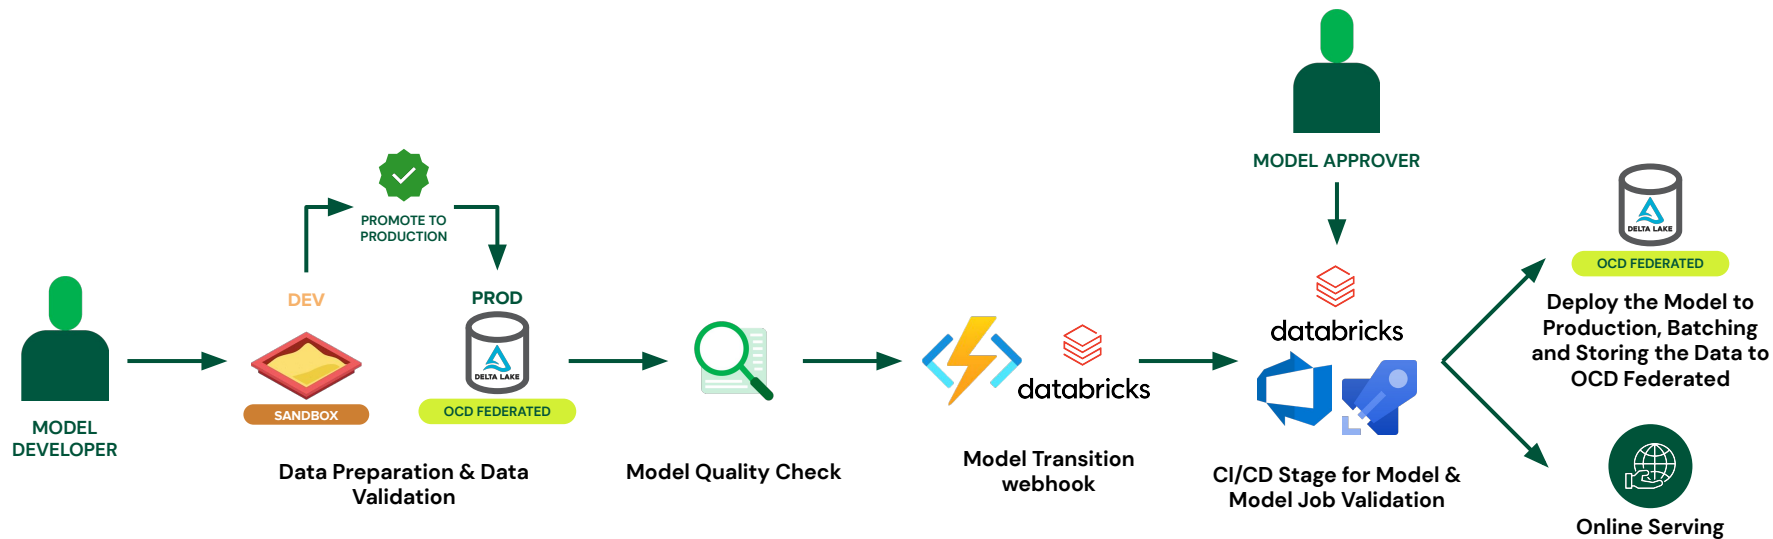 MODEL
DEVELOPER
DEV
SANDBOX
PROMOTE TO
PRODUCTION
PROD
DELTA LAKE
OCD FEDERATED
Data Preparation & Data
Validation
Model Quality Check
databricks
Model Transition
webhook
MODEL APPROVER
databricks
CI/CD Stage for Model &
Model Job Validation
DELTA LAKE
OCD FEDERATED
Deploy the Model to
Production, Batching
and Storing the Data to
OCD Federated
Online Serving